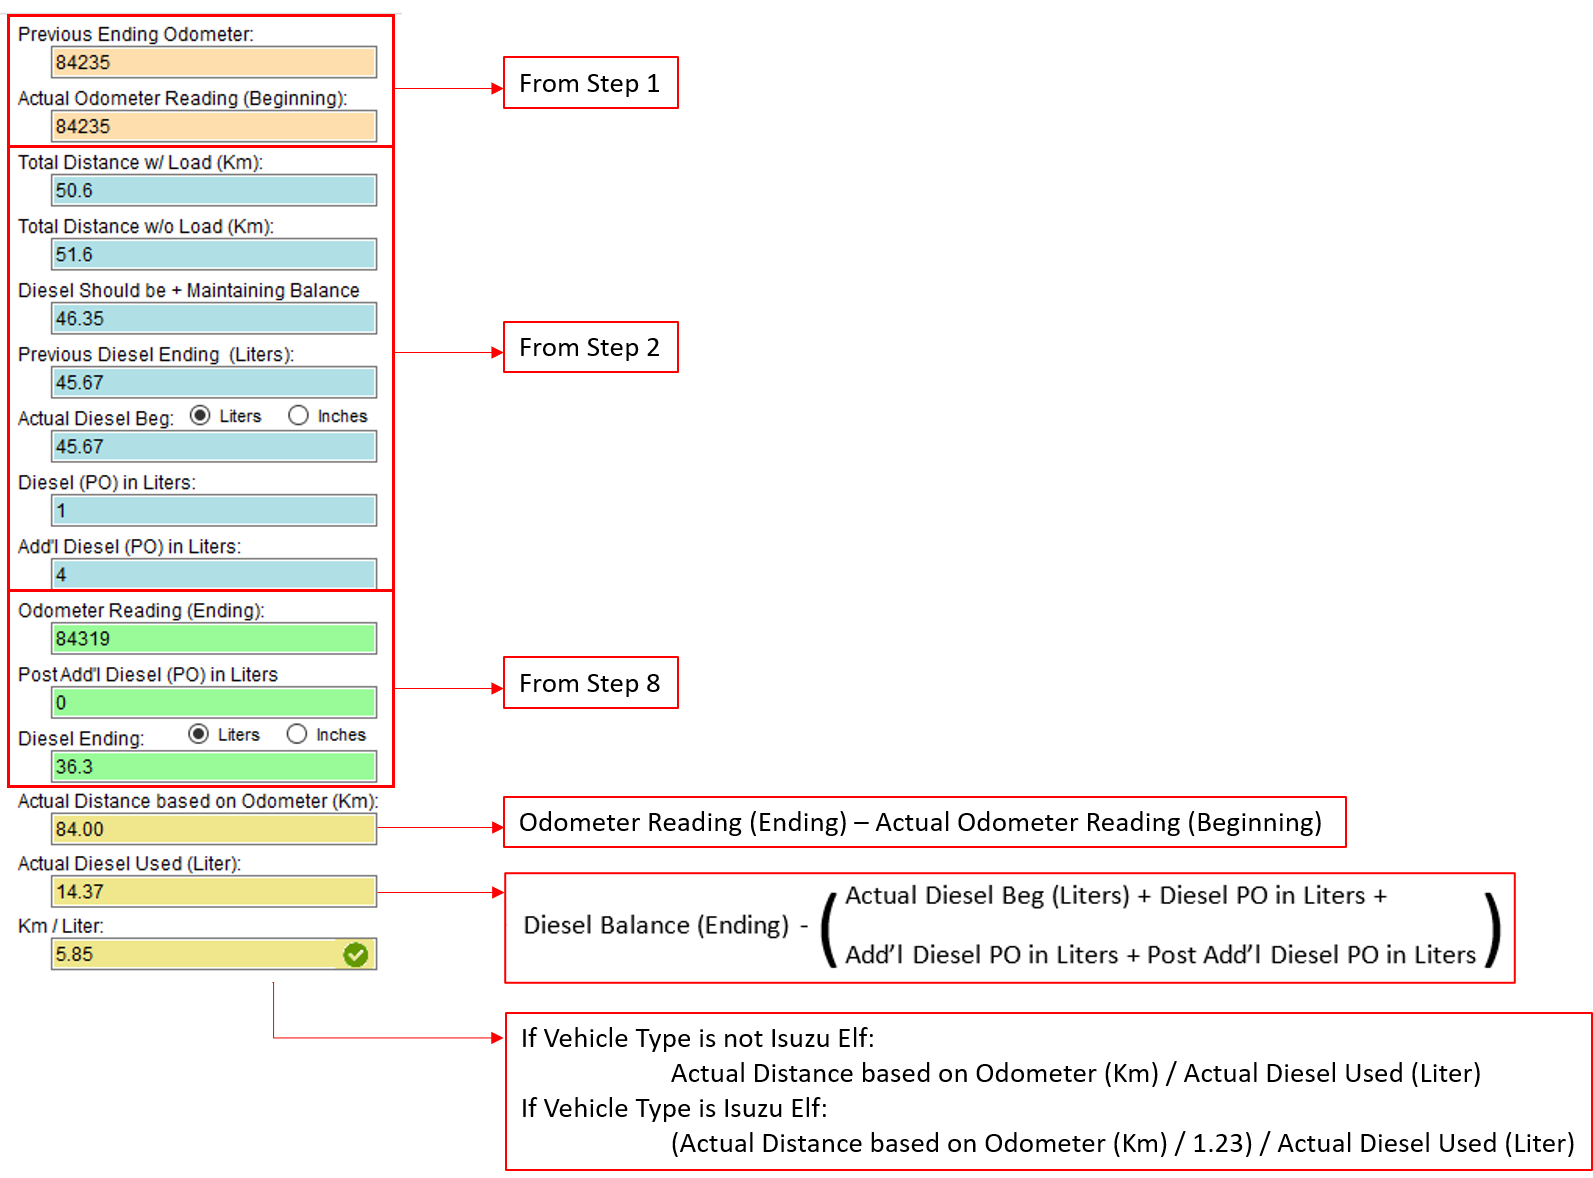 Previous Ending Odometer:
84235
Actual Odometer Reading (Beginning):
84235
From Step 1
Total Distance w/ Load (Km):
50.6
Total Distance w/o Load (Km):
51.6
Diesel Should be + Maintaining Balance
46.35
Previous Diesel Ending (Liters):
45.67
Actual Diesel Beg: Liters Inches
45.67
Diesel (PO) in Liters:
1
Add'l Diesel (PO) in Liters:
4
From Step 2
Odometer Reading (Ending):
84319
Post Add'l Diesel (PO) in Liters
0
Diesel Ending: Liters Inches
36.3
From Step 8
Actual Distance based on Odometer (Km):
84.00
Odometer Reading (Ending) – Actual Odometer Reading (Beginning)
Actual Diesel Used (Liter):
14.37
Diesel Balance (Ending) - (
Actual Diesel Beg (Liters) + Diesel PO in Liters +
Add’l Diesel PO in Liters + Post Add’l Diesel PO in Liters )
Km / Liter:
5.85
If Vehicle Type is not Isuzu Elf:
Actual Distance based on Odometer (Km) / Actual Diesel Used (Liter)
If Vehicle Type is Isuzu Elf:
(Actual Distance based on Odometer (Km) / 1.23) / Actual Diesel Used (Liter)